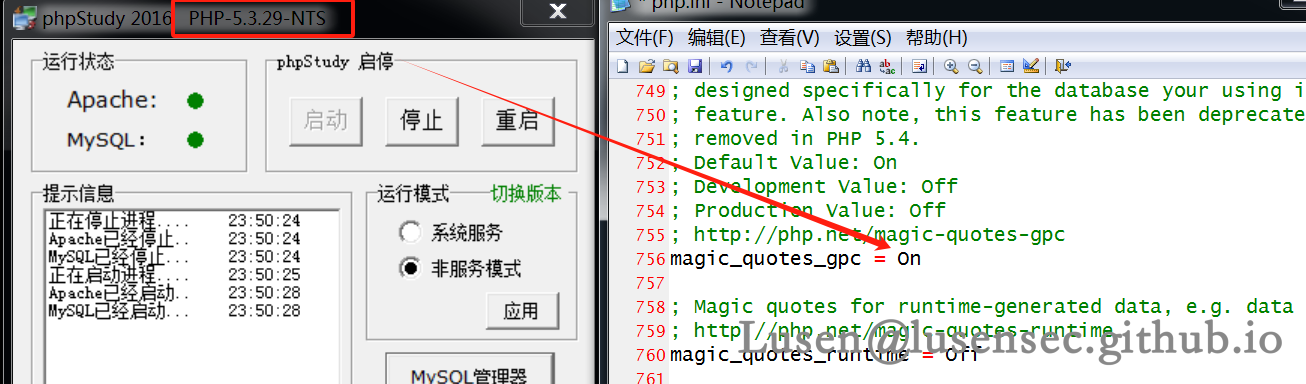 phpStudy 2016 PHP-5.3.29-NTS
运行状态
Apache:
MySQL:
phpStudy 启停
启动
停止
重启
提示信息
正在停止进程.... 23:50:24
Apache已经停止.. 23:50:24
MySQL已经停止... 23:50:24
正在启动进程.... 23:50:28
Apache已经启动.. 23:50:28
MySQL已经启动... 23:50:28
运行模式 切换版本
系统服务
非服务模式
应用
MySQL管理器
* php.ini - Notepad
文件(F) 编辑(E) 查看(V) 设置(S) 帮助(H)
749 ; designed specifically for the database your using i
750 ; feature. Also note, this feature has been deprecate
751 ; removed in PHP 5.4.
752 ; Default Value: On
753 ; Development Value: Off
754 ; Production Value: Off
755 ; http://php.net/magic-quotes-gpc
756 magic_quotes_gpc = On
757
758 ; Magic quotes for runtime-generated data, e.g. data
759 ; http://php.net/magic-quotes-runtime
760 magic_quotes_runtime = Off
761
Lusen@lusensec.github.io